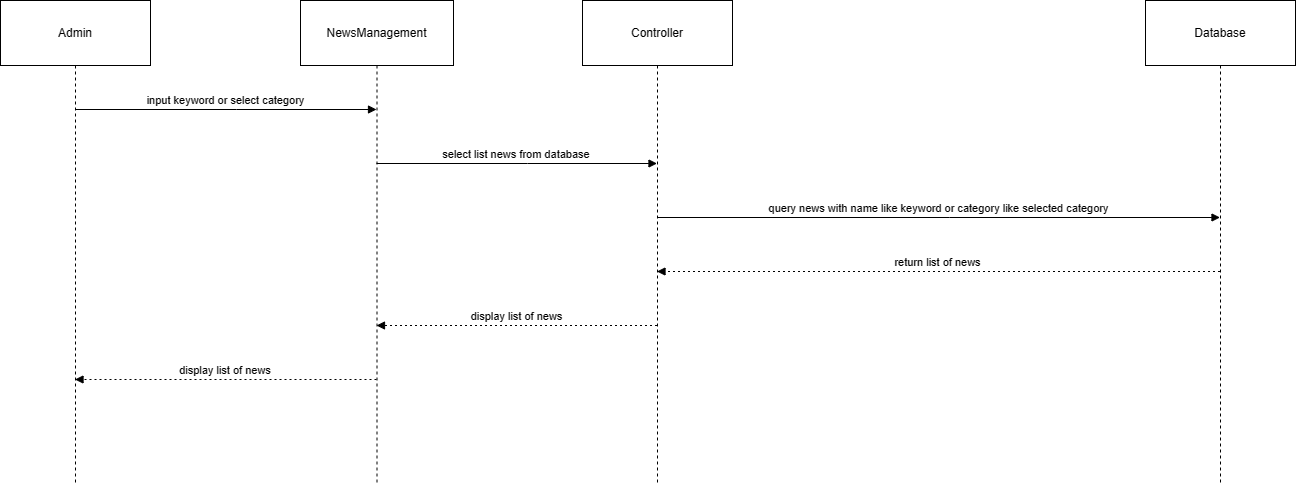 Admin
NewsManagement
Controller
Database
input keyword or select category
select list news from database
query news with name like keyword or category like selected category
return list of news
display list of news
display list of news